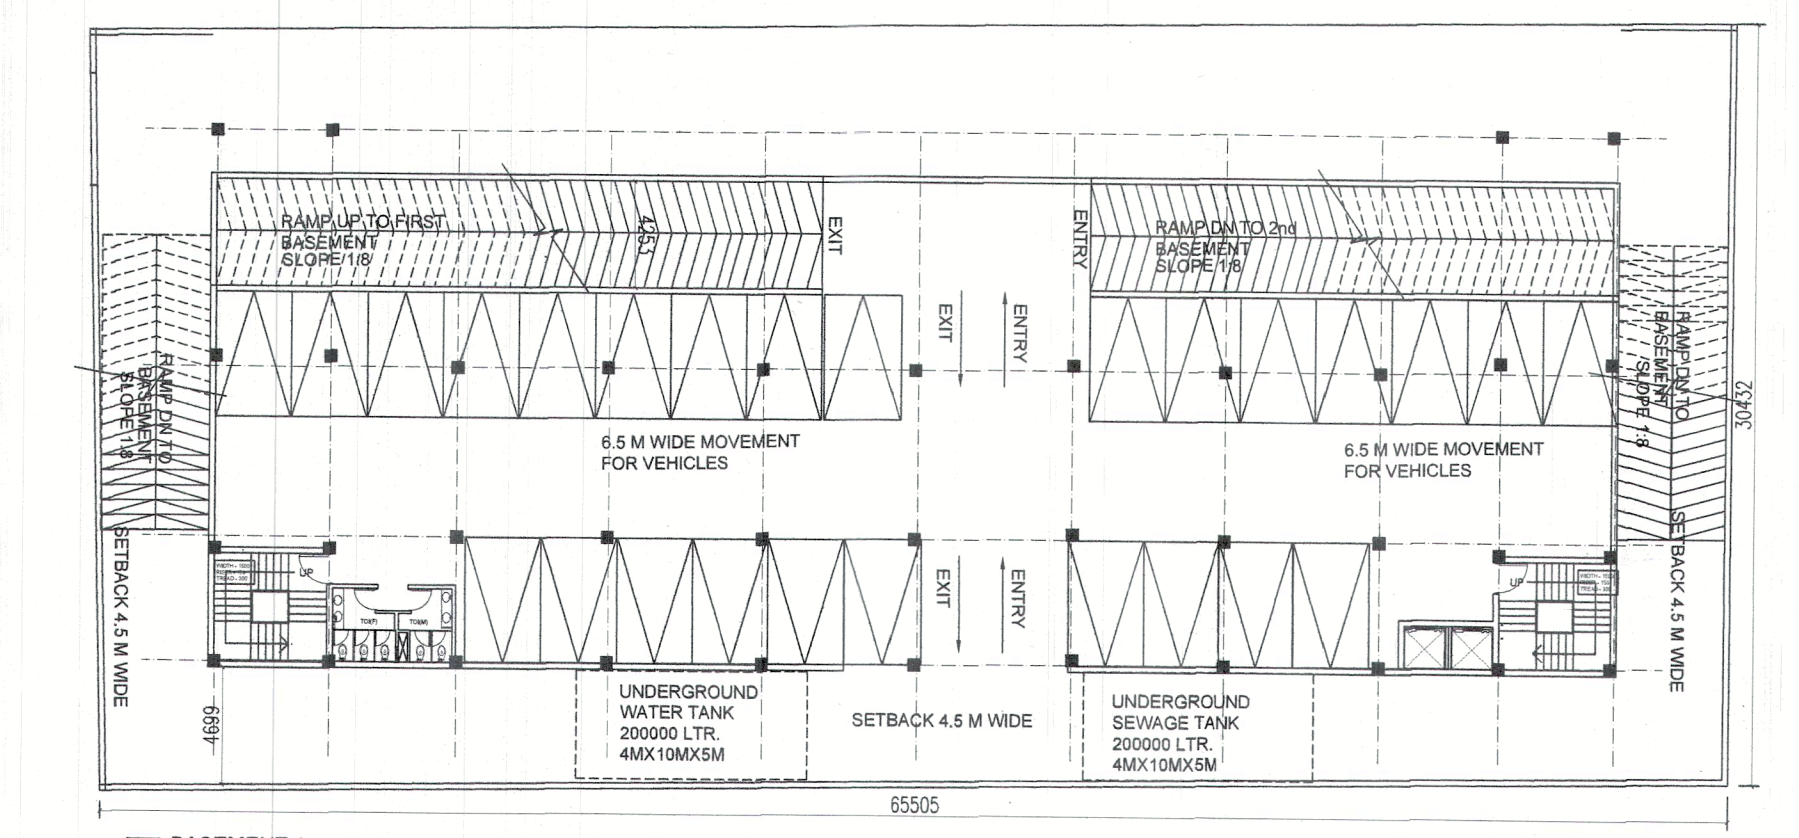 RAMP UP TO FIRST
BASEMENT
SLOPE 1:8
4253
EXIT
ENTRY
RAMP DN TO 2nd
BASEMENT
SLOPE 1:8
EXIT
ENTRY
RAMP DN TO
BASEMENT
SLOPE 1:8
RAMP DN TO
BASEMENT
SLOPE 1:8
30432
6.5 M WIDE MOVEMENT
FOR VEHICLES
6.5 M WIDE MOVEMENT
FOR VEHICLES
SETBACK 4.5 M WIDE
SETBACK 4.5 M WIDE
UP
TOI(F)
TOI(M)
EXIT
ENTRY
UP
UNDERGROUND
WATER TANK
200000 LTR.
4MX10MX5M
SETBACK 4.5 M WIDE
UNDERGROUND
SEWAGE TANK
200000 LTR.
4MX10MX5M
4669
65505